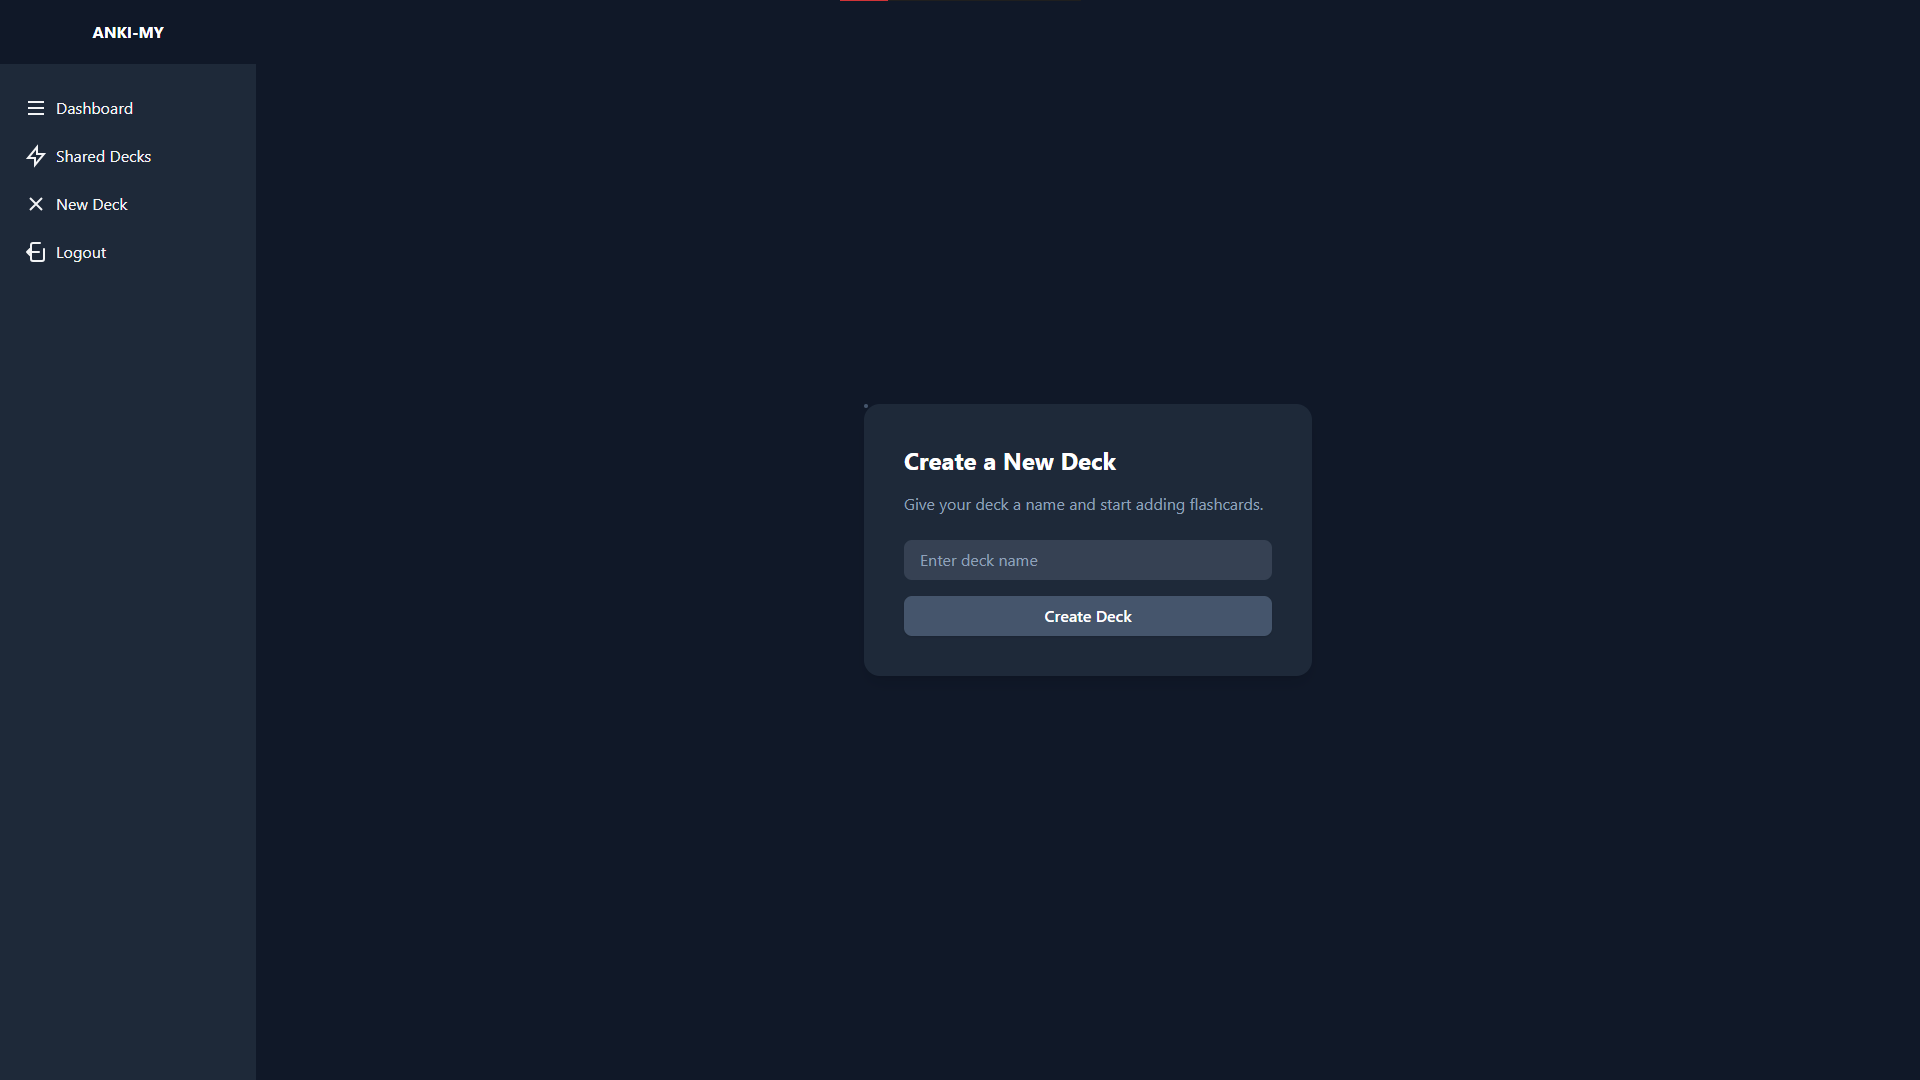 ANKI-MY
Dashboard
Shared Decks
New Deck
Logout
Create a New Deck
Give your deck a name and start adding flashcards.
Enter deck name
Create Deck